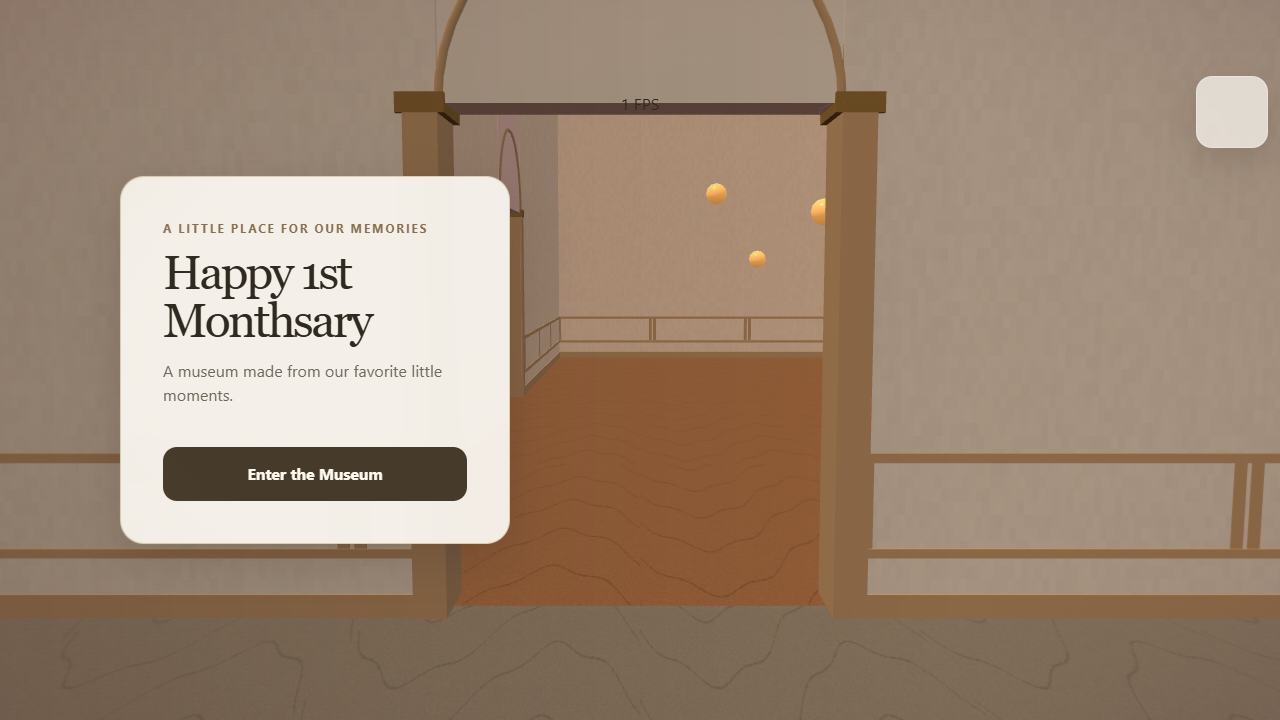 1 FPS
A LITTLE PLACE FOR OUR MEMORIES
Happy 1st
Monthsary
A museum made from our favorite little
moments.
Enter the Museum